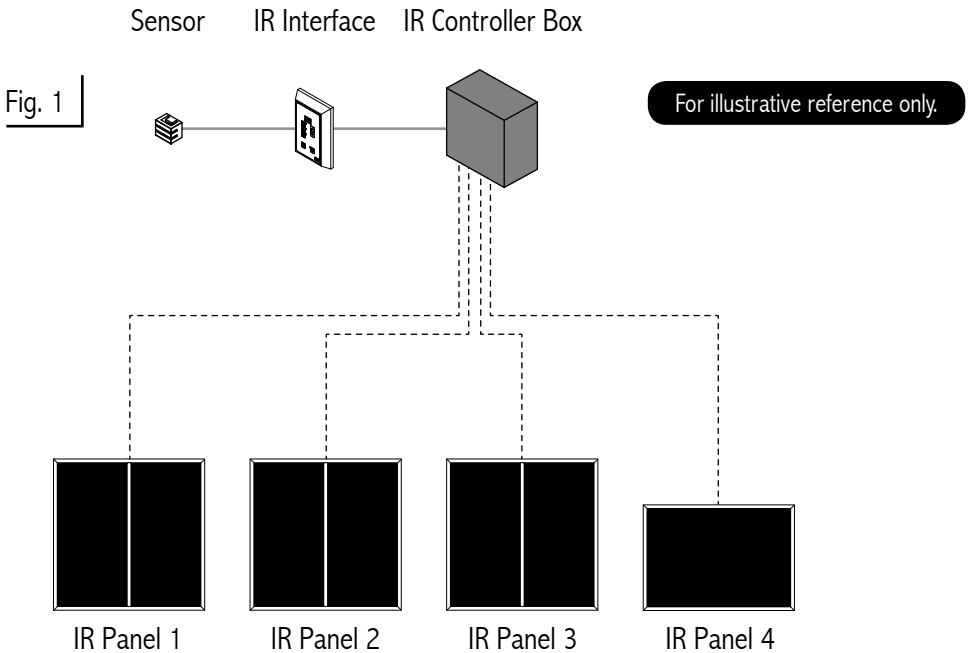 Sensor IR Interface IR Controller Box
Fig. 1
For illustrative reference only.
IR Panel 1 IR Panel 2 IR Panel 3 IR Panel 4